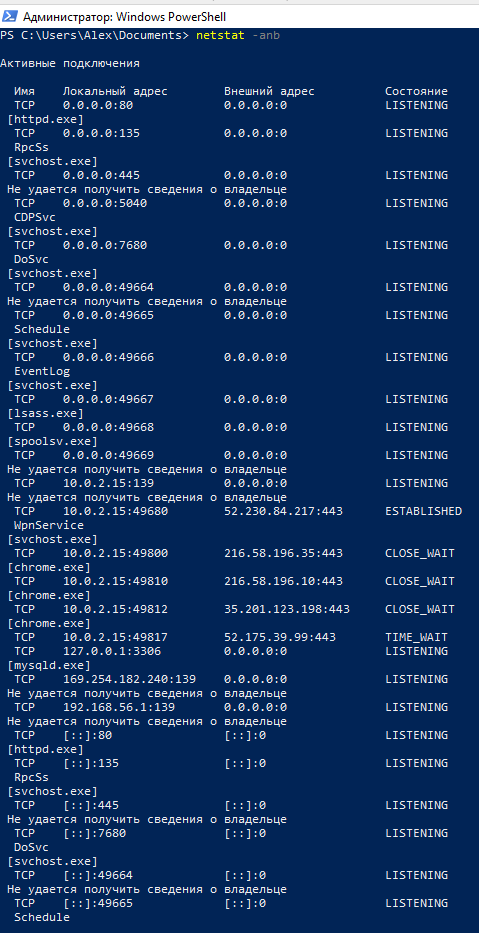 Администратор: Windows PowerShell
PS C:\Users\Alex\Documents> netstat -anb
Активные подключения
Имя Локальный адрес Внешний адрес Состояние
TCP 0.0.0.0:80 0.0.0.0:0 LISTENING
[httpd.exe]
TCP 0.0.0.0:135 0.0.0.0:0 LISTENING
RpcSs
[svchost.exe]
TCP 0.0.0.0:445 0.0.0.0:0 LISTENING
Не удается получить сведения о владельце
TCP 0.0.0.0:5040 0.0.0.0:0 LISTENING
CDPSvc
[svchost.exe]
TCP 0.0.0.0:7680 0.0.0.0:0 LISTENING
DoSvc
[svchost.exe]
TCP 0.0.0.0:49664 0.0.0.0:0 LISTENING
Не удается получить сведения о владельце
TCP 0.0.0.0:49665 0.0.0.0:0 LISTENING
Schedule
[svchost.exe]
TCP 0.0.0.0:49666 0.0.0.0:0 LISTENING
EventLog
[svchost.exe]
TCP 0.0.0.0:49667 0.0.0.0:0 LISTENING
[lsass.exe]
TCP 0.0.0.0:49668 0.0.0.0:0 LISTENING
[spoolsv.exe]
TCP 0.0.0.0:49669 0.0.0.0:0 LISTENING
Не удается получить сведения о владельце
TCP 10.0.2.15:139 0.0.0.0:0 LISTENING
Не удается получить сведения о владельце
TCP 10.0.2.15:49680 52.230.84.217:443 ESTABLISHED
WpnService
[svchost.exe]
TCP 10.0.2.15:49800 216.58.196.35:443 CLOSE_WAIT
[chrome.exe]
TCP 10.0.2.15:49810 216.58.196.10:443 CLOSE_WAIT
[chrome.exe]
TCP 10.0.2.15:49812 35.201.123.198:443 CLOSE_WAIT
[chrome.exe]
TCP 10.0.2.15:49817 52.175.39.99:443 TIME_WAIT
TCP 127.0.0.1:3306 0.0.0.0:0 LISTENING
[mysqld.exe]
TCP 169.254.182.240:139 0.0.0.0:0 LISTENING
Не удается получить сведения о владельце
TCP 192.168.56.1:139 0.0.0.0:0 LISTENING
Не удается получить сведения о владельце
TCP [::]:80 [::]:0 LISTENING
[httpd.exe]
TCP [::]:135 [::]:0 LISTENING
RpcSs
[svchost.exe]
TCP [::]:445 [::]:0 LISTENING
Не удается получить сведения о владельце
TCP [::]:7680 [::]:0 LISTENING
DoSvc
[svchost.exe]
TCP [::]:49664 [::]:0 LISTENING
Не удается получить сведения о владельце
TCP [::]:49665 [::]:0 LISTENING
Schedule